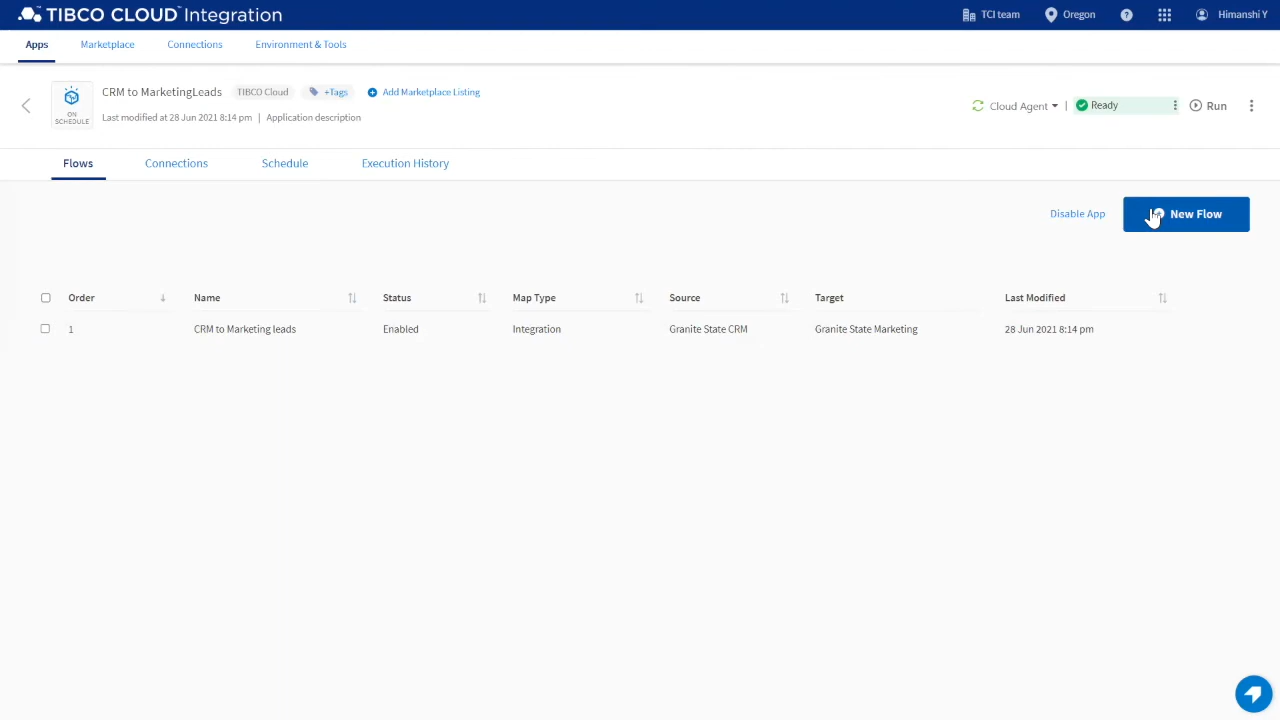 TIBCO CLOUD™ Integration
TCI team
Oregon
?
Himanshi Y
Apps
Marketplace
Connections
Environment & Tools
ON SCHEDULE
CRM to MarketingLeads
TIBCO Cloud
+Tags
Add Marketplace Listing
Last modified at 28 Jun 2021 8:14 pm | Application description
Cloud Agent
Ready
Run
Flows
Connections
Schedule
Execution History
Disable App
New Flow
Order Name Status Map Type Source Target Last Modified
1 CRM to Marketing leads Enabled Integration Granite State CRM Granite State Marketing 28 Jun 2021 8:14 pm